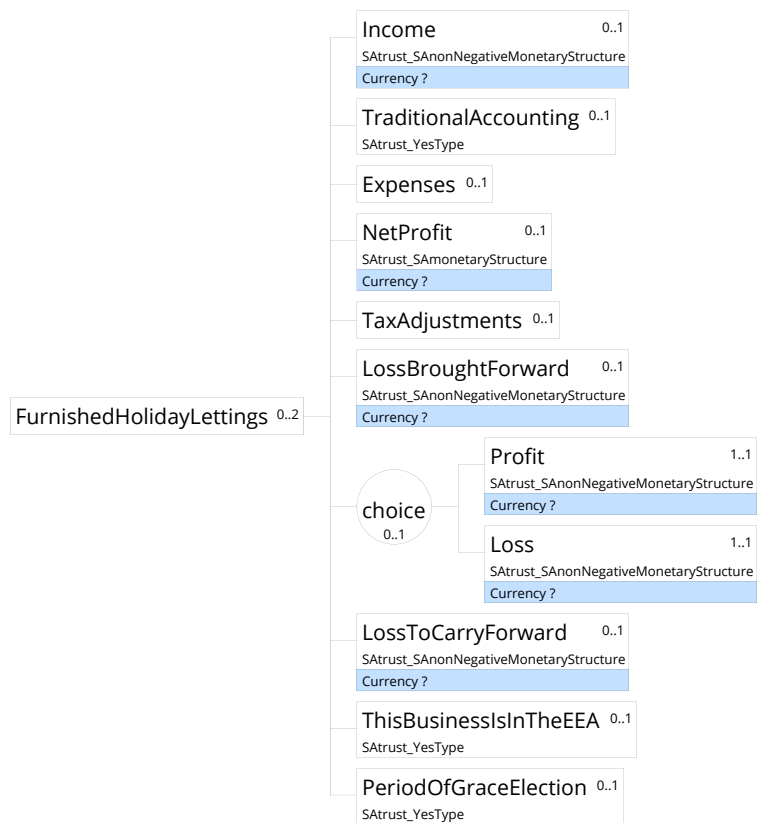 Income 0..1
SAtrust_SAnonNegativeMonetaryStructure
Currency ?
TraditionalAccounting 0..1
SAtrust_YesType
Expenses 0..1
NetProfit 0..1
SAtrust_SAmonetaryStructure
Currency ?
TaxAdjustments 0..1
LossBroughtForward 0..1
SAtrust_SAnonNegativeMonetaryStructure
Currency ?
FurnishedHolidayLettings 0..2
Profit 1..1
SAtrust_SAnonNegativeMonetaryStructure
Currency ?
choice
0..1
Loss 1..1
SAtrust_SAnonNegativeMonetaryStructure
Currency ?
LossToCarryForward 0..1
SAtrust_SAnonNegativeMonetaryStructure
Currency ?
ThisBusinessIsInTheEEA 0..1
SAtrust_YesType
PeriodOfGraceElection 0..1
SAtrust_YesType